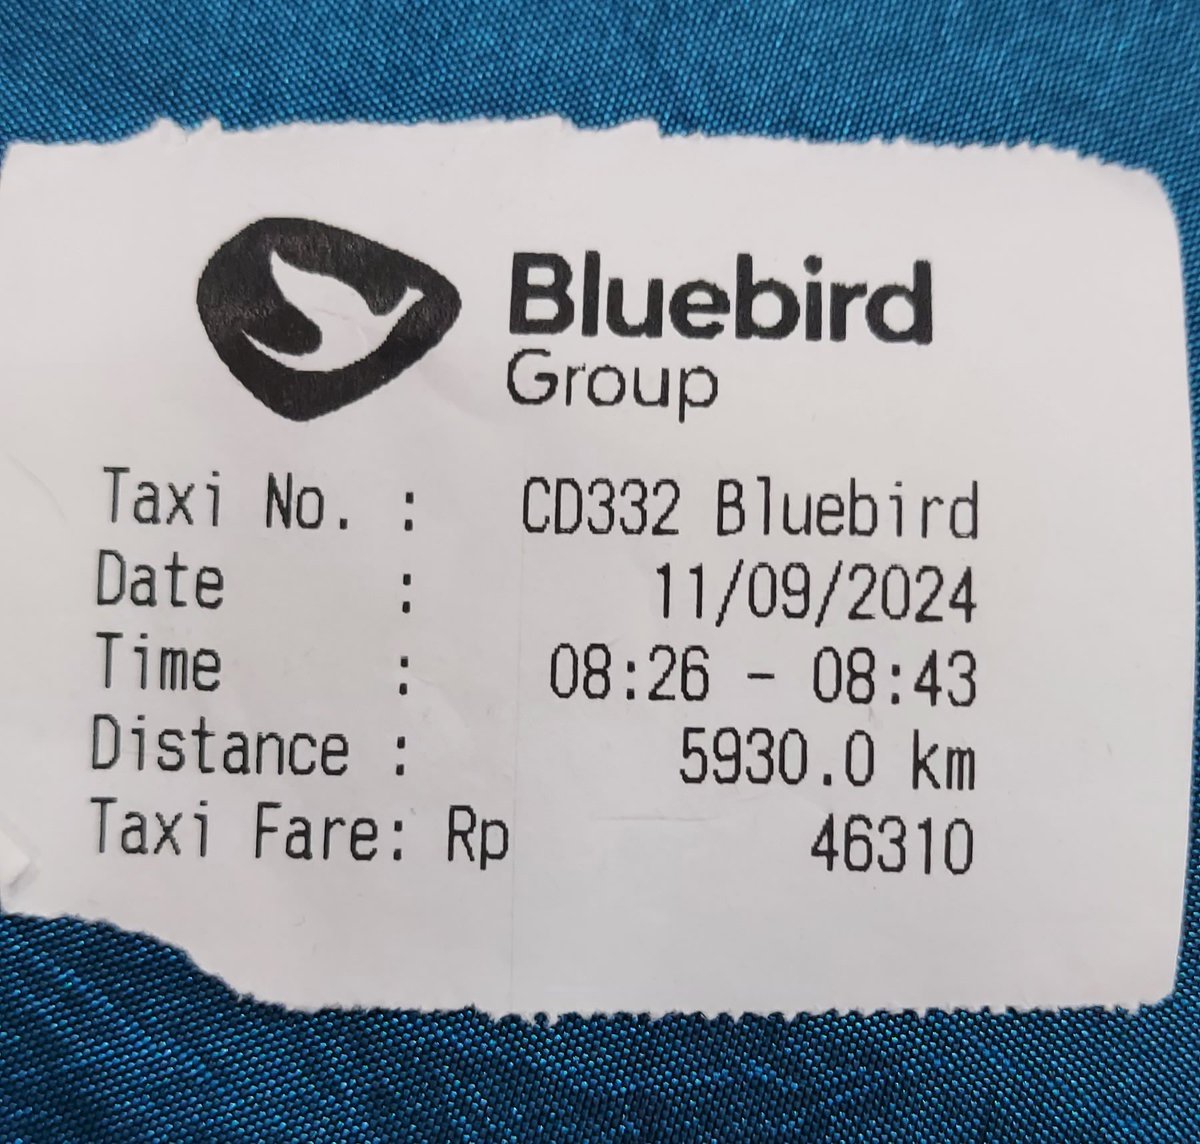 Bluebird
Group
Taxi No. : CD332 Bluebird
Date : 11/09/2024
Time : 08:26 - 08:43
Distance : 5930.0 km
Taxi Fare: Rp 46310